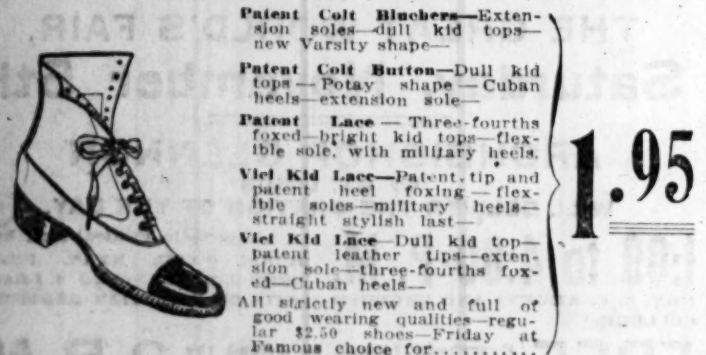 Patent Colt Bluchers—Exten-
sion soles—dull kid tops—
new Varsity shape—
Patent Colt Button—Dull kid
tops—Potay shape—Cuban
heels—extension sole—
Patent Lace—Three-fourths
foxed—bright kid tops—flex-
ible sole, with military heels.
Vici Kid Lace—Patent tip and
patent heel foxing—flex-
ible soles—military heels—
straight stylish last—
Vici Kid Lace—Dull kid top—
patent leather tips—exten-
sion sole—three-fourths fox-
ed—Cuban heels—
All strictly new and full of
good wearing qualities—regu-
lar $2.50 shoes—Friday at
Famous choice for..........
1.95